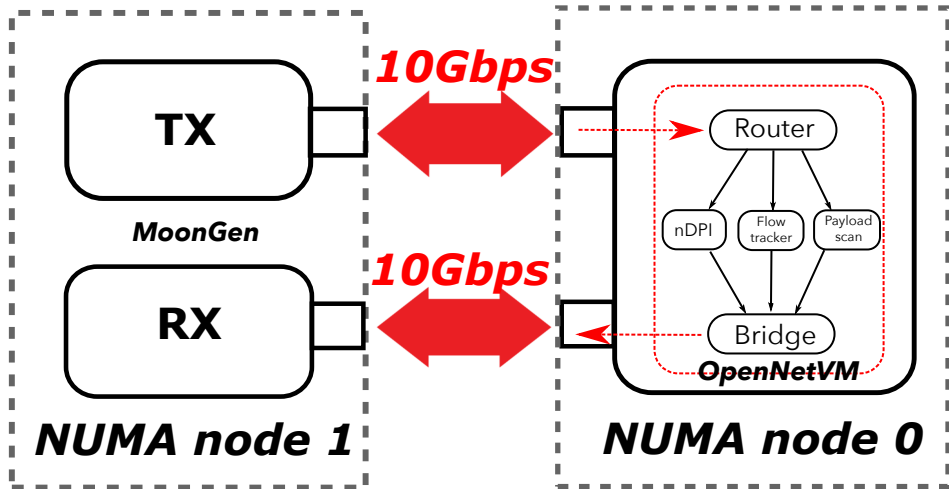 10Gbps
TX
MoonGen
10Gbps
RX
NUMA node 1
Router
nDPI
Flow
tracker
Payload
scan
Bridge
OpenNetVM
NUMA node 0